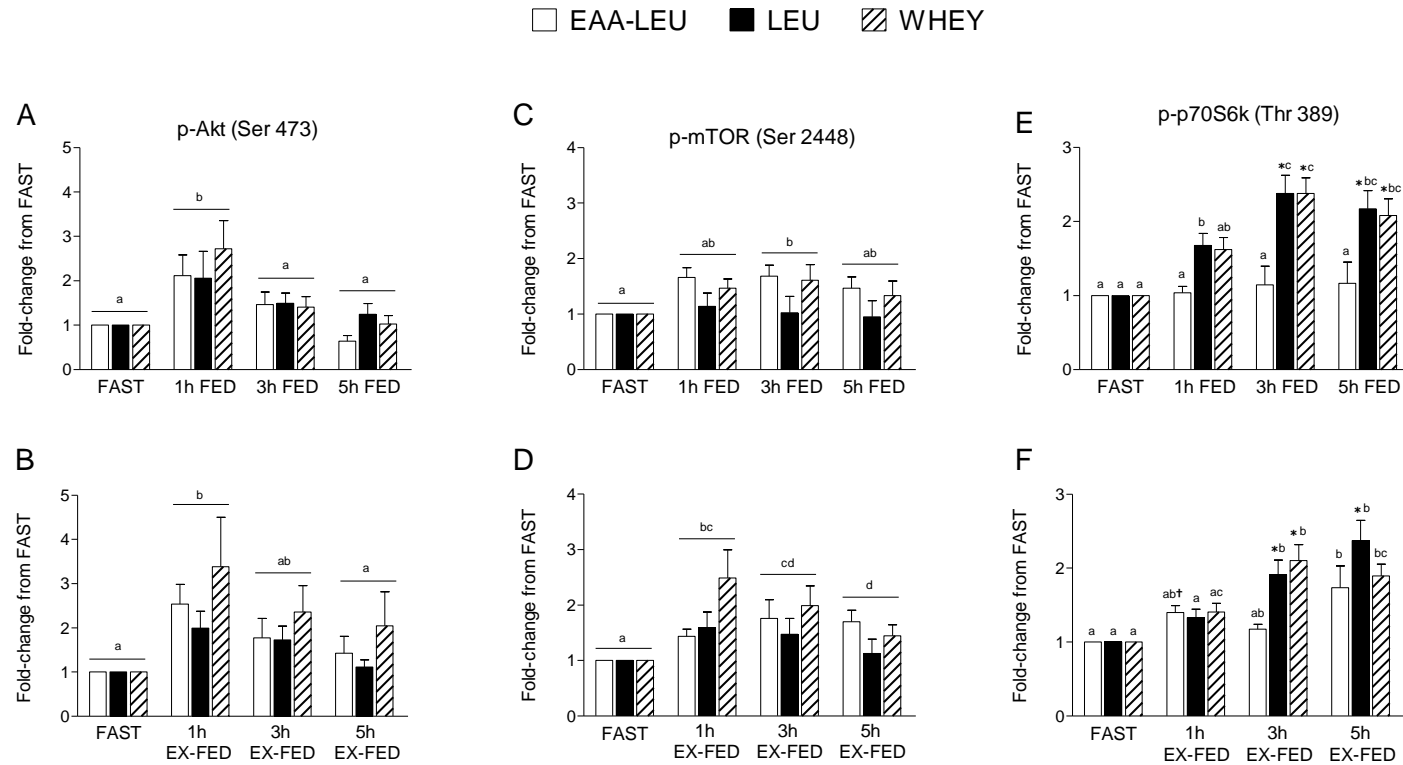 EAA-LEU LEU WHEY
A
p-Akt (Ser 473)
Fold-change from FAST
5
4
3
2
1
0
a
b
a
a
FAST 1h FED 3h FED 5h FED
C
p-mTOR (Ser 2448)
Fold-change from FAST
4
3
2
1
0
a
ab
b
ab
FAST 1h FED 3h FED 5h FED
E
p-p70S6k (Thr 389)
Fold-change from FAST
3
2
1
0
a a a
a b ab
a *c *c
a *bc *bc
FAST 1h FED 3h FED 5h FED
B
Fold-change from FAST
5
4
3
2
1
0
a
b
ab
a
FAST 1h 3h 5h
EX-FED EX-FED EX-FED
D
Fold-change from FAST
4
3
2
1
0
a
bc
cd
d
FAST 1h 3h 5h
EX-FED EX-FED EX-FED
F
Fold-change from FAST
3
2
1
0
a a a
ab† a ac
ab *b *b
b *b bc
FAST 1h 3h 5h
EX-FED EX-FED EX-FED